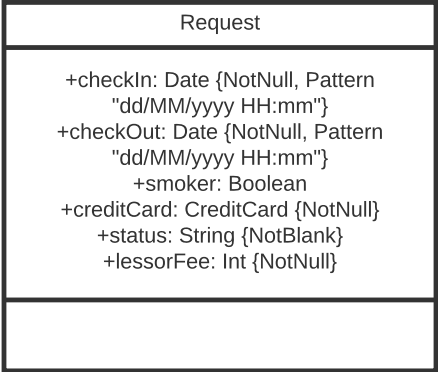 Request
+checkIn: Date {NotNull, Pattern
"dd/MM/yyyy HH:mm"}
+checkOut: Date {NotNull, Pattern
"dd/MM/yyyy HH:mm"}
+smoker: Boolean
+creditCard: CreditCard {NotNull}
+status: String {NotBlank}
+lessorFee: Int {NotNull}